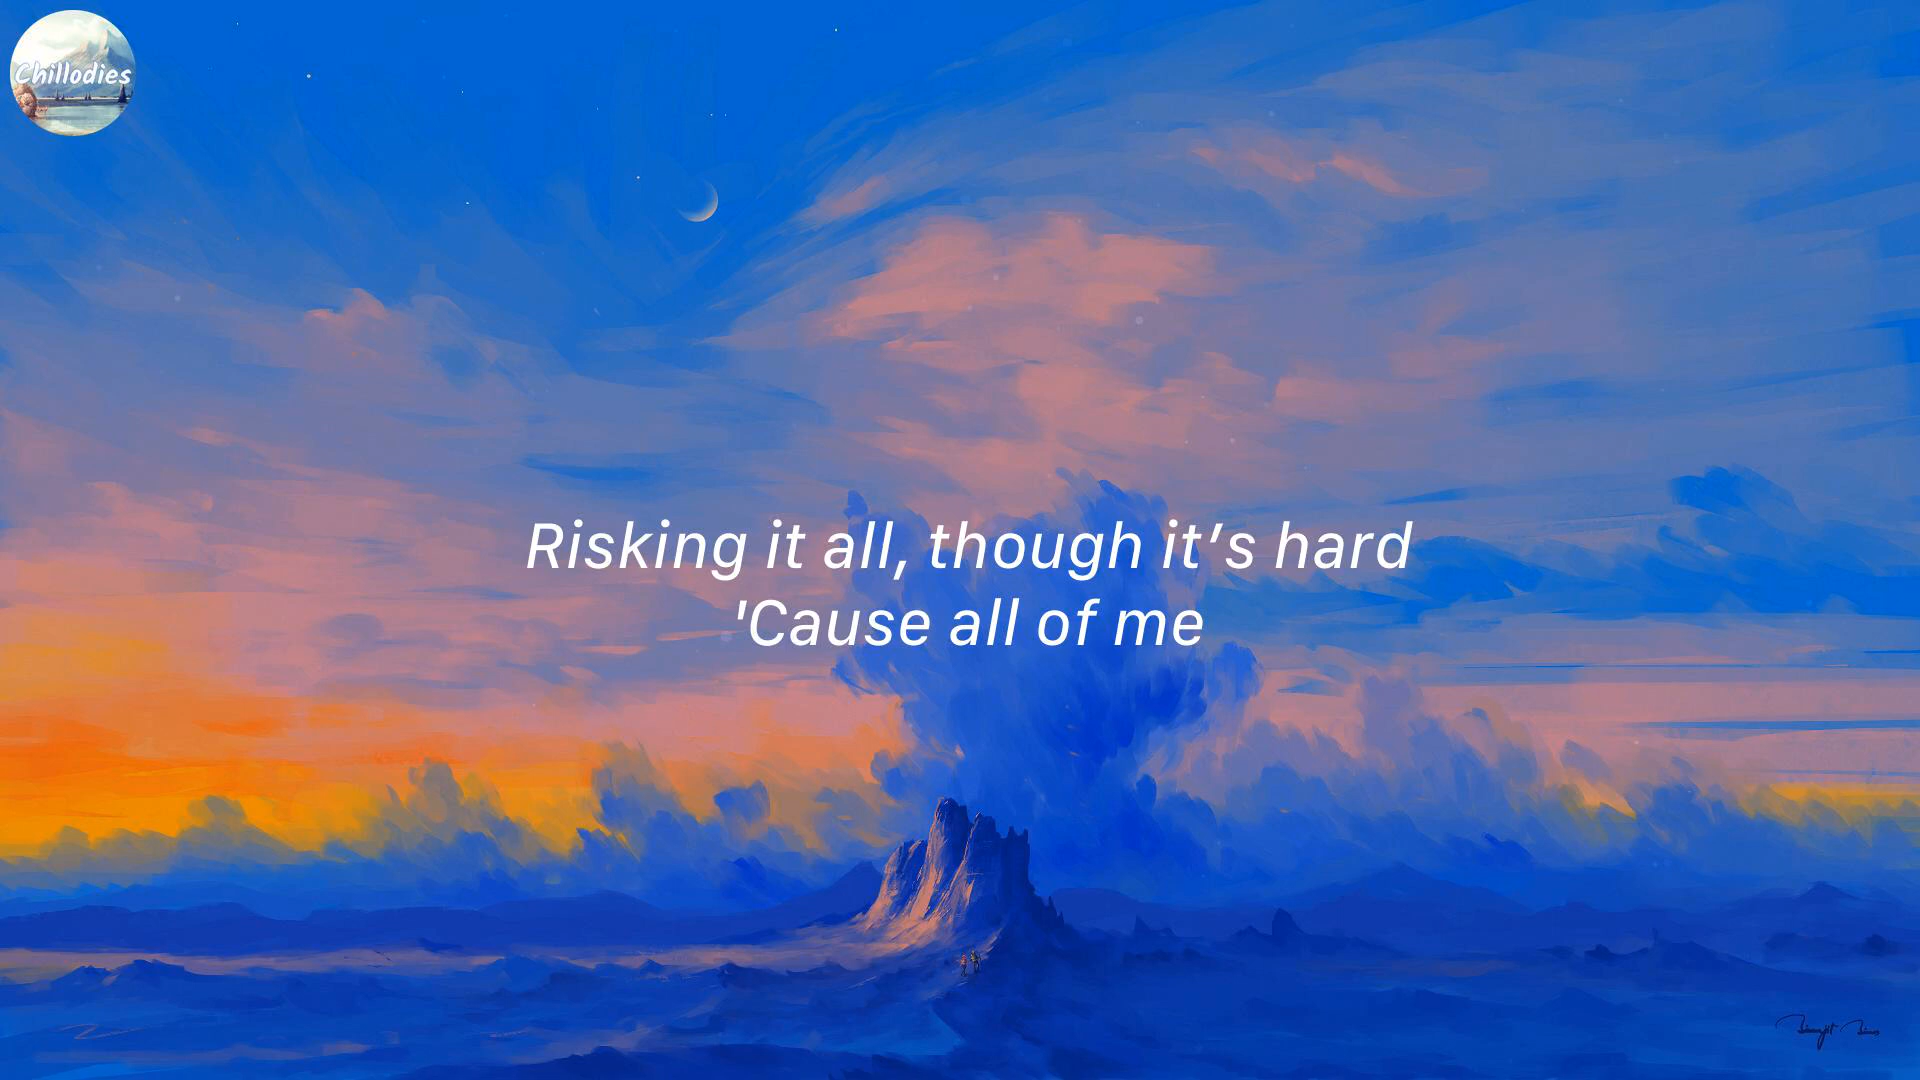 Chillodies
Risking it all, though it’s hard
'Cause all of me